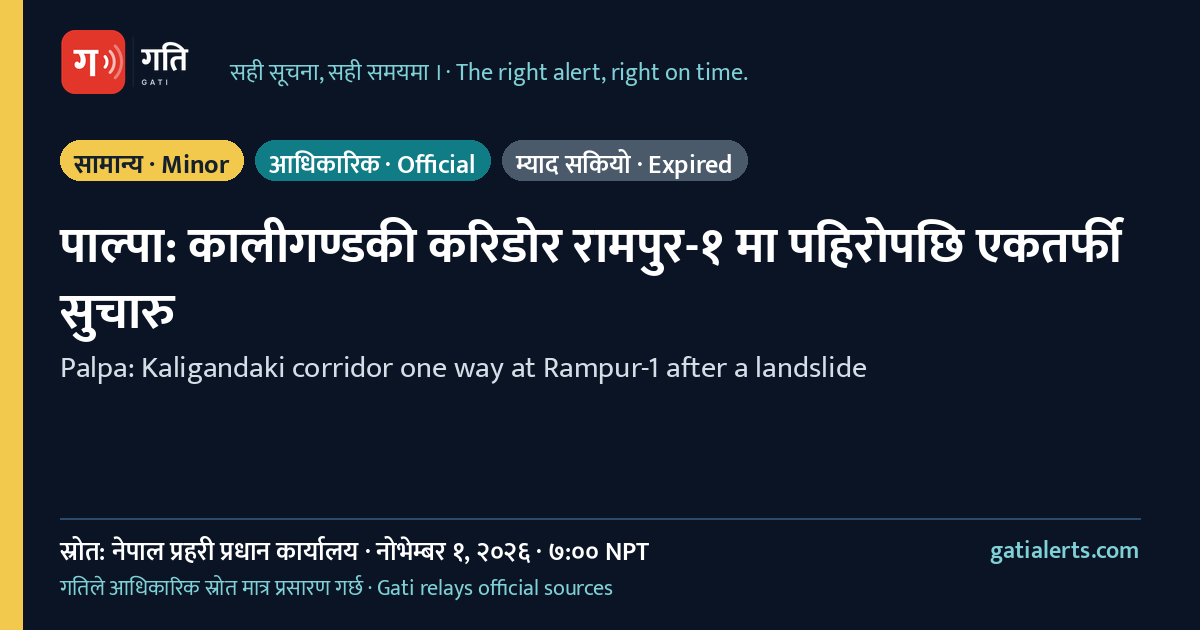 ग गति
GATI
सही सूचना, सही समयमा । · The right alert, right on time.
सामान्य · Minor
आधिकारिक · Official
म्याद सकियो · Expired
पाल्पा: कालीगण्डकी करिडोर रामपुर-१ मा पहिरोपछि एकतर्फी
सुचारु
Palpa: Kaligandaki corridor one way at Rampur-1 after a landslide
स्रोत: नेपाल प्रहरी प्रधान कार्यालय · नोभेम्बर १, २०२६ · ७:०० NPT
gatialerts.com
गतिले आधिकारिक स्रोत मात्र प्रसारण गर्छ · Gati relays official sources